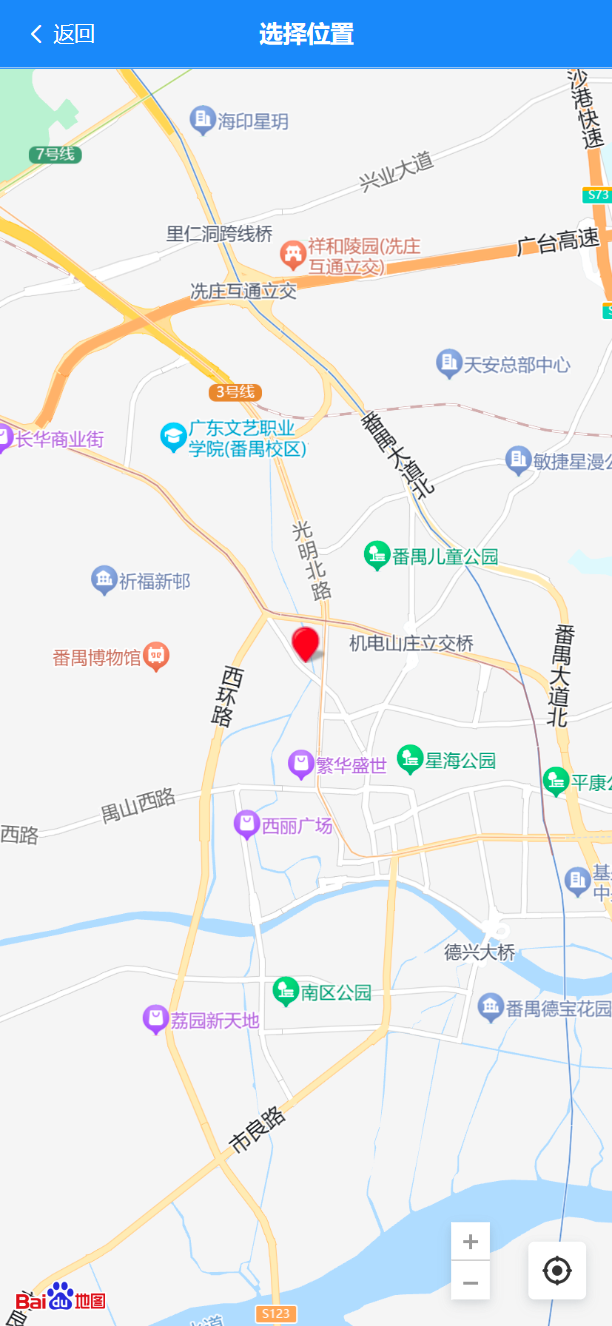 返回
选择位置
沙港快速
海印星玥
7号线
兴业大道
S73
里仁洞跨线桥
祥和陵园(冼庄
互通立交)
广台高速
冼庄互通立交
天安总部中心
3号线
长华商业街
广东文艺职业
学院(番禺校区)
番禺大道北
敏捷星漫公
光明北路
番禺儿童公园
祈福新邨
番禺博物馆
机电山庄立交桥
番禺大道北
西环路
繁华盛世
星海公园
平康公
禺山西路
西丽广场
西路
德兴大桥
南区公园
番禺德宝花园
荔园新天地
市良路
+
−
Bai du 地图
S123
水道